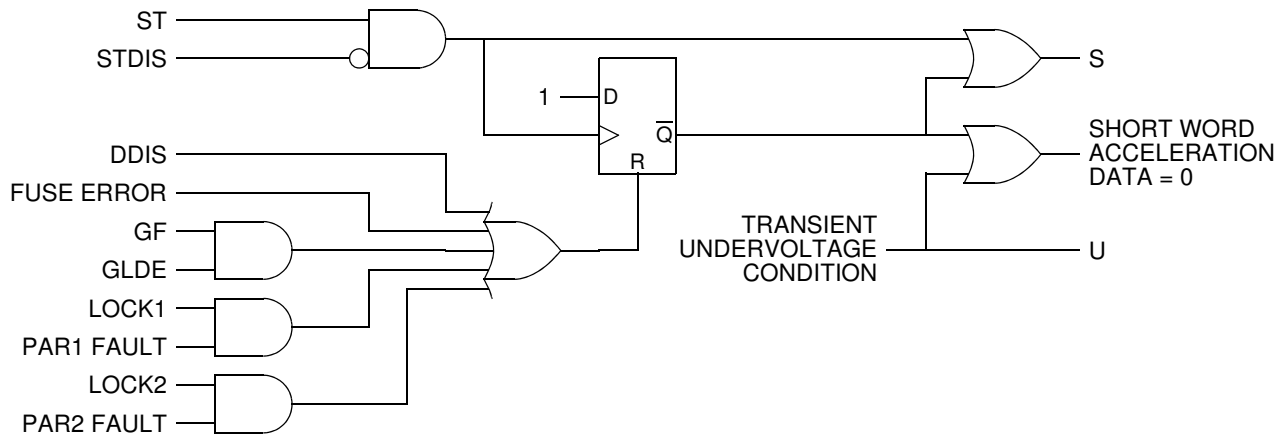 ST
STDIS
1
D
Q
R
S
SHORT WORD
ACCELERATION
DATA = 0
DDIS
FUSE ERROR
GF
GLDE
LOCK1
PAR1 FAULT
LOCK2
PAR2 FAULT
TRANSIENT
UNDERVOLTAGE
CONDITION
U